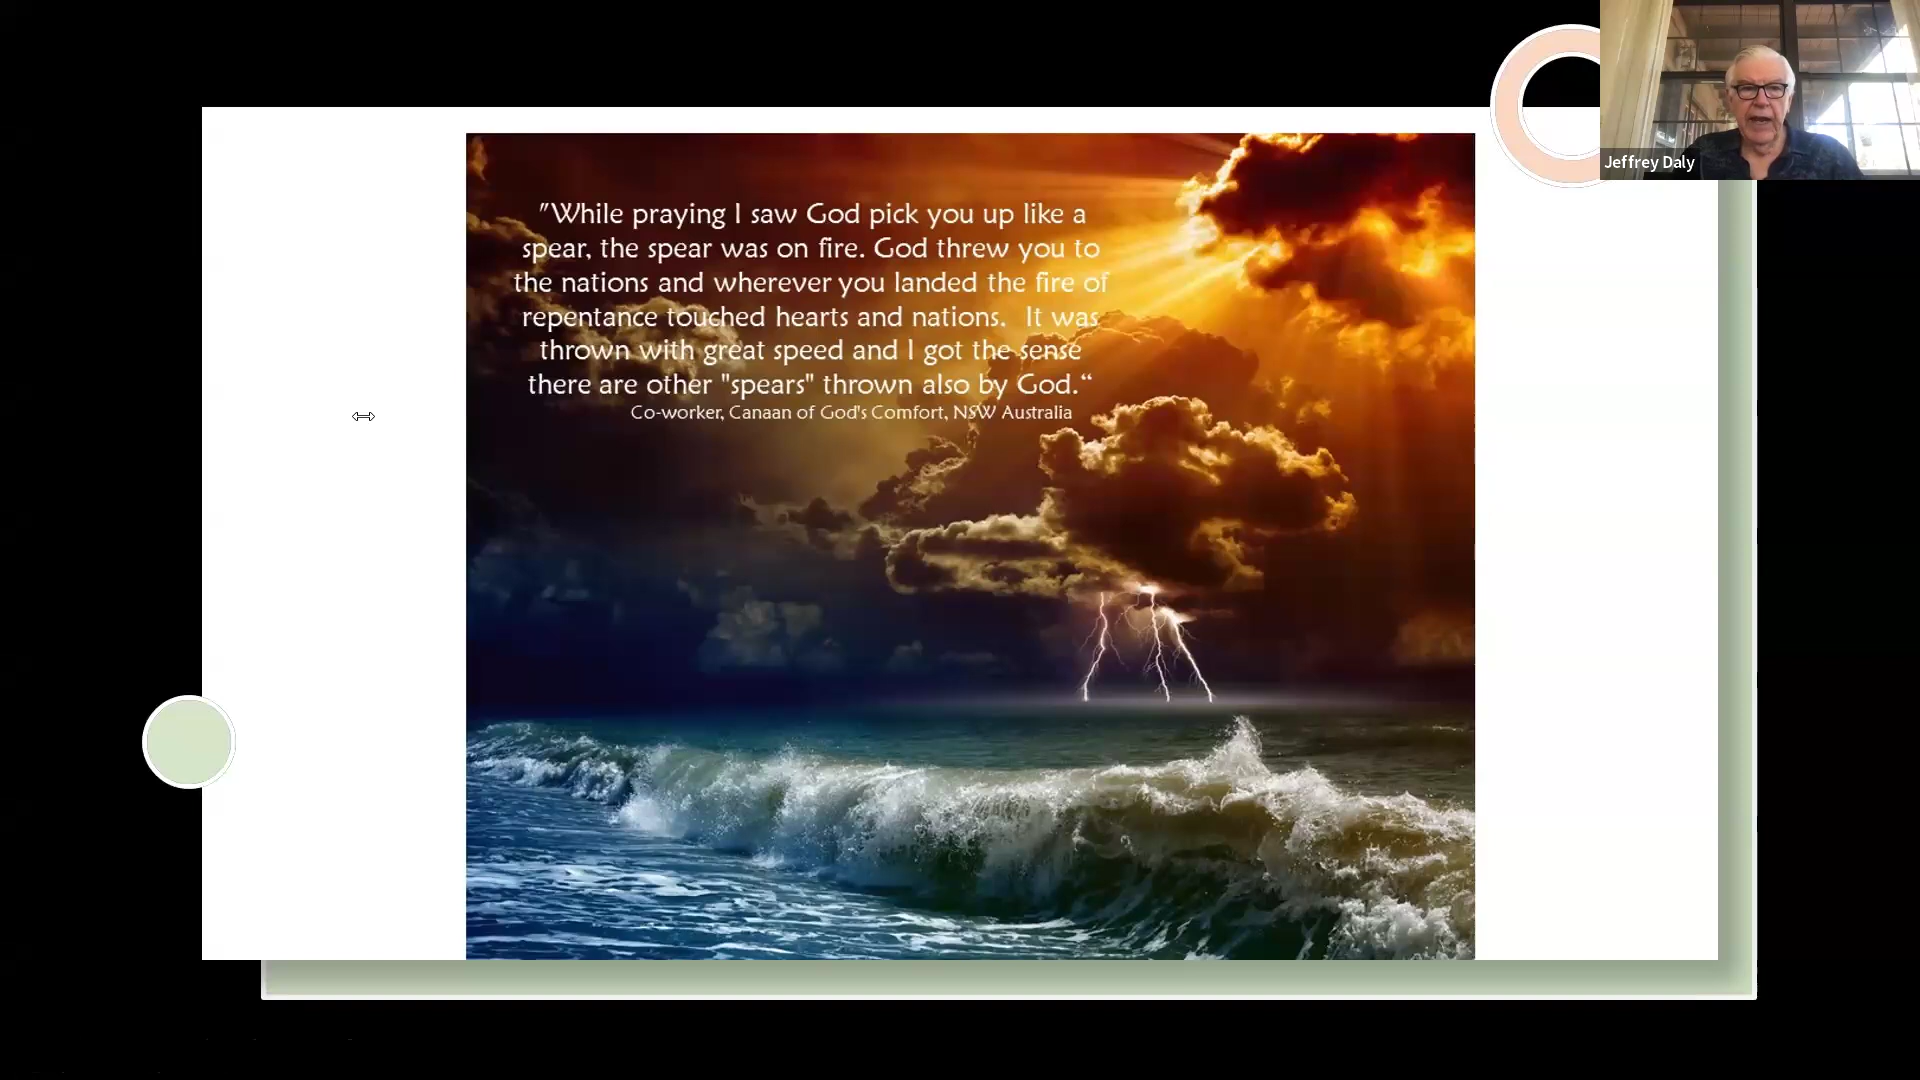 "While praying I saw God pick you up like a
spear, the spear was on fire. God threw you to
the nations and wherever you landed the fire of
repentance touched hearts and nations.  It was
thrown with great speed and I got the sense
there are other "spears" thrown also by God.“
Co-worker, Canaan of God's Comfort, NSW Australia
Jeffrey Daly